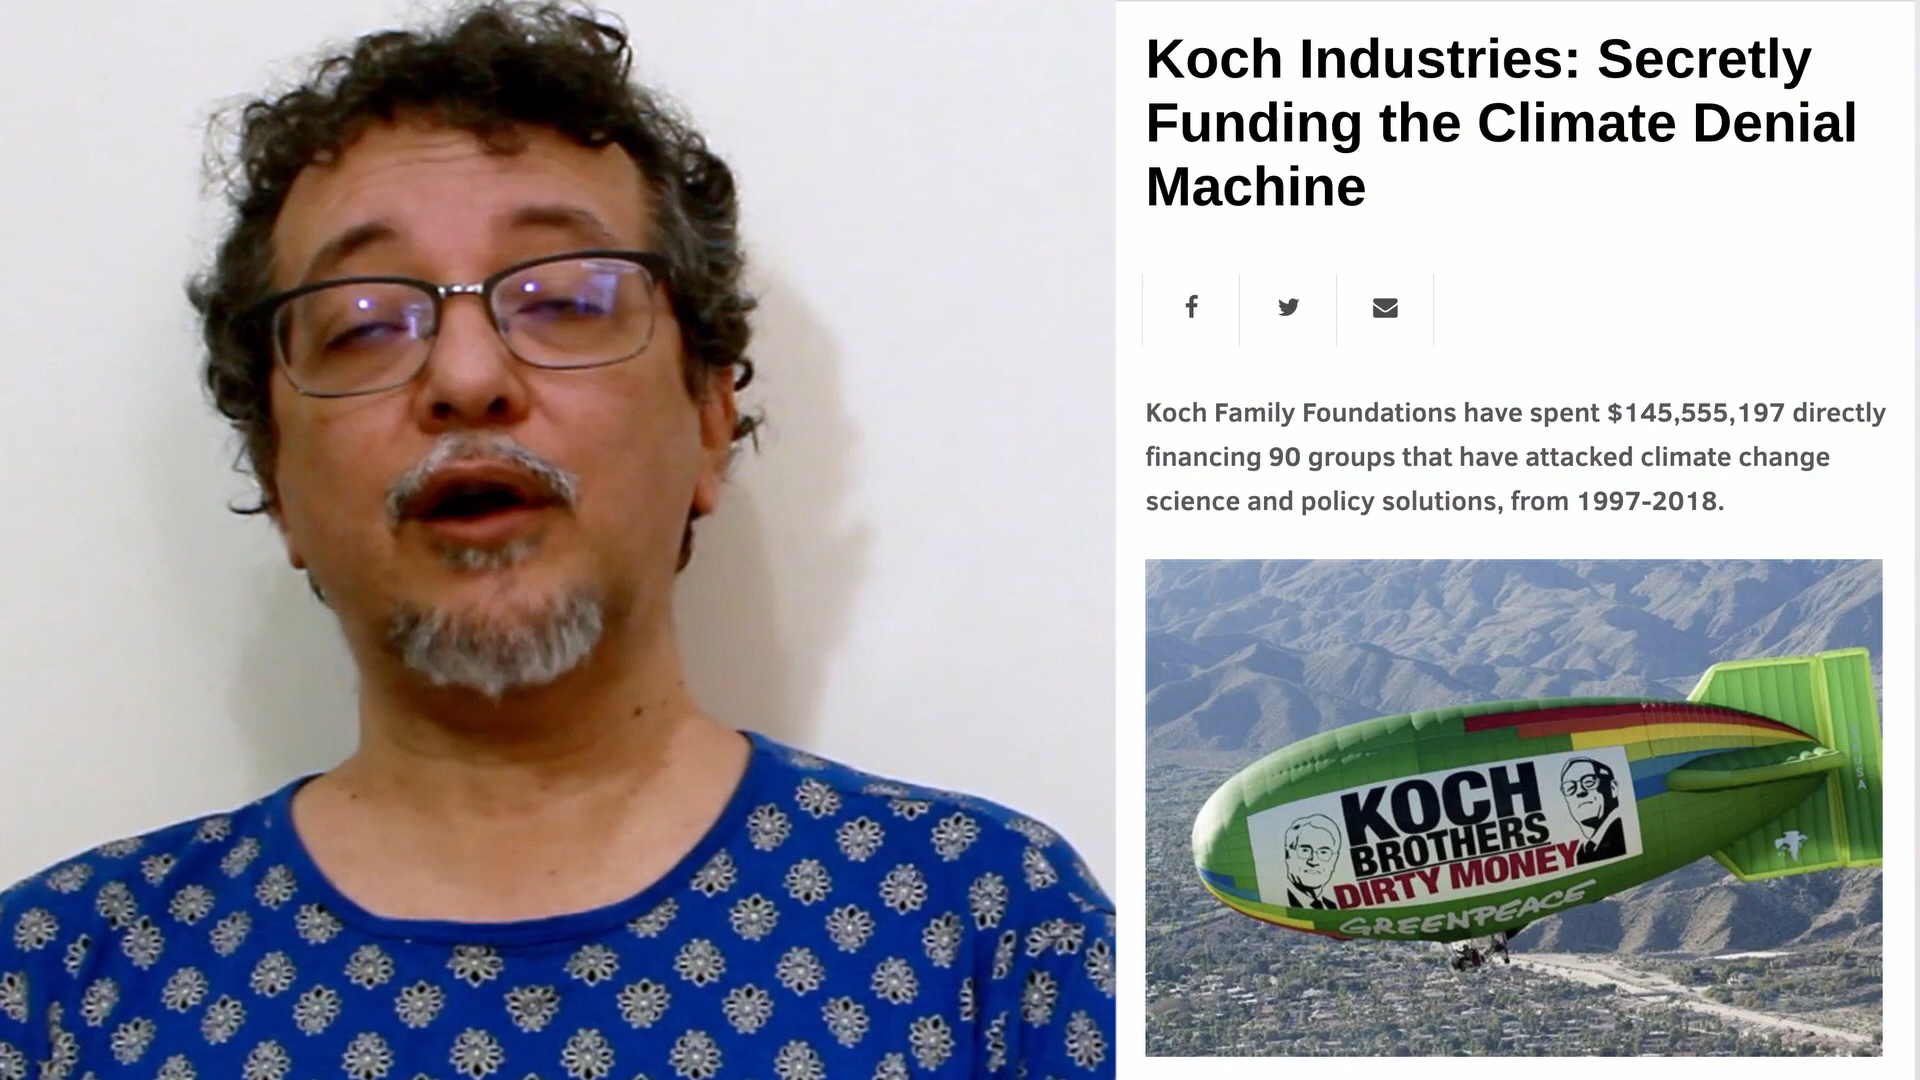 Koch Industries: Secretly
Funding the Climate Denial
Machine
Koch Family Foundations have spent $145,555,197 directly
financing 90 groups that have attacked climate change
science and policy solutions, from 1997-2018.
KOCH
BROTHERS
DIRTY MONEY
GREENPEACE